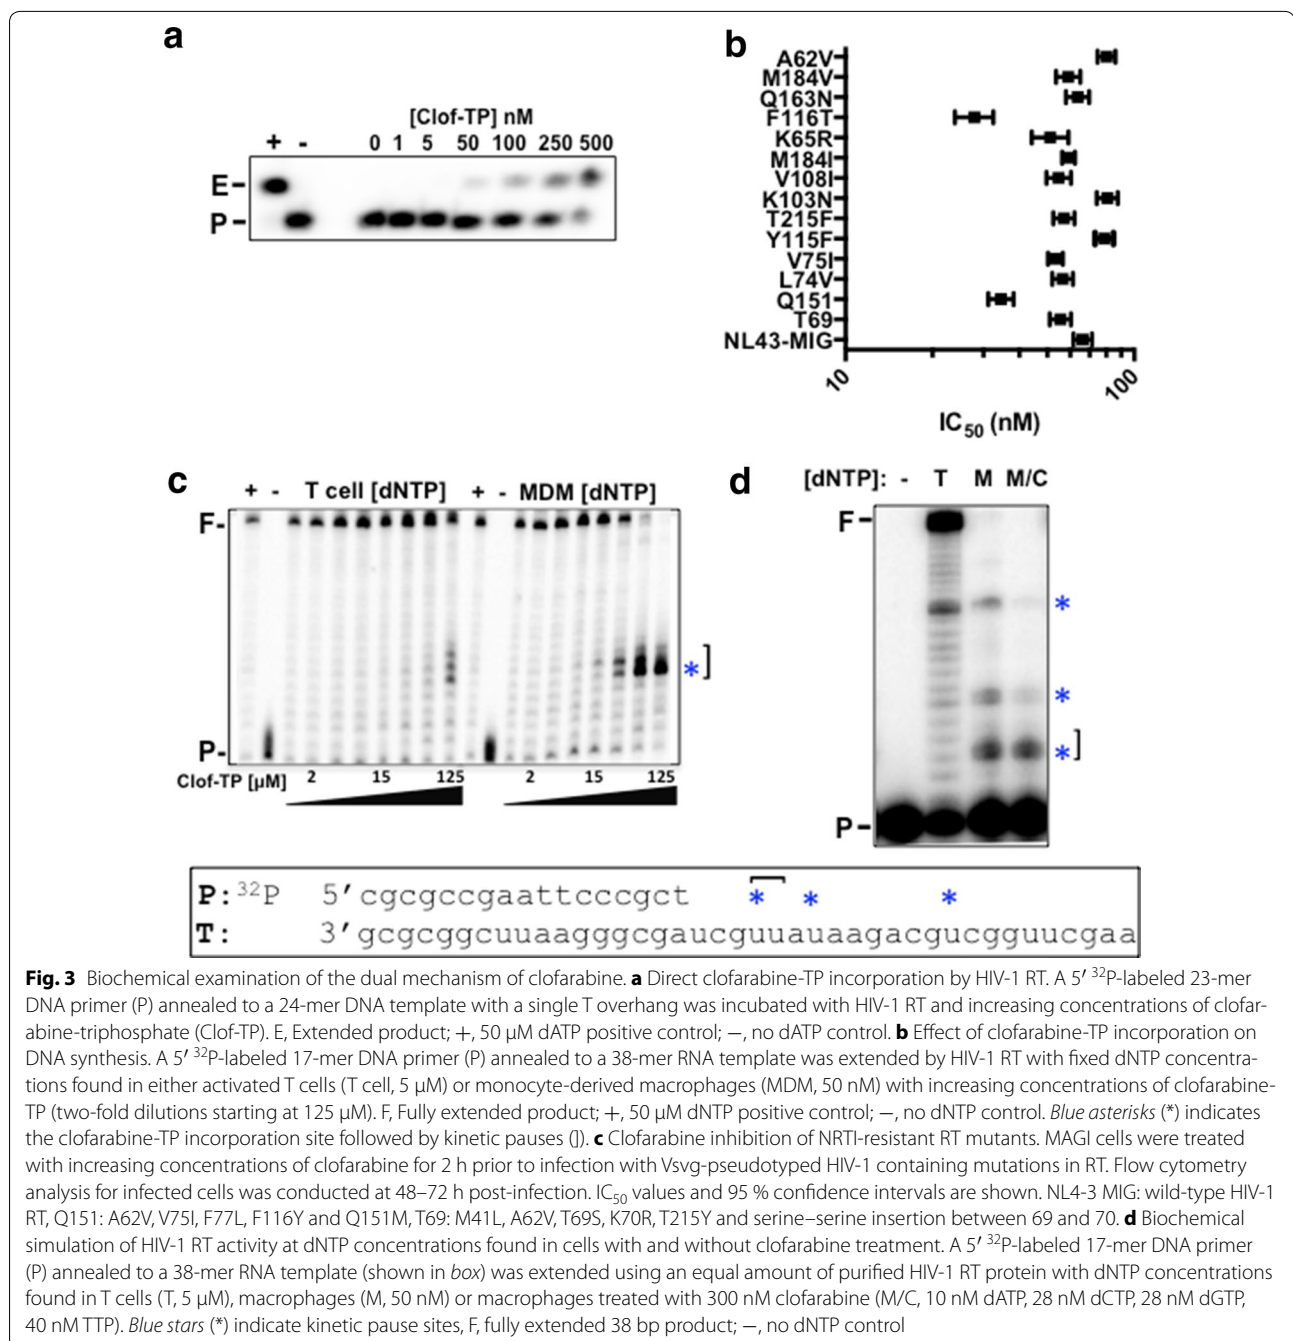 a
[Clof-TP] nM
+ - 0 1 5 50 100 250 500
E
P
b
A62V
M184V
Q163N
F116T
K65R
M184I
V108I
K103N
T215F
Y115F
V75I
L74V
Q151
T69
NL43-MIG
10 100
IC50 (nM)
c
+ - T cell [dNTP] + - MDM [dNTP]
F-
*]
P-
Clof-TP [µM] 2 15 125 2 15 125
d
[dNTP]: - T M M/C
F
*
*
*]
P
P: 32P 5′cgcgccgaattcccgct * * *
T: 3′gcgcggcuuaagggcgaucguuauaagacgucgguucgaa
Fig. 3 Biochemical examination of the dual mechanism of clofarabine. a Direct clofarabine-TP incorporation by HIV-1 RT. A 5′ 32P-labeled 23-mer
DNA primer (P) annealed to a 24-mer DNA template with a single T overhang was incubated with HIV-1 RT and increasing concentrations of clofar-
abine-triphosphate (Clof-TP). E, Extended product; +, 50 µM dATP positive control; −, no dATP control. b Effect of clofarabine-TP incorporation on
DNA synthesis. A 5′ 32P-labeled 17-mer DNA primer (P) annealed to a 38-mer RNA template was extended by HIV-1 RT with fixed dNTP concentra-
tions found in either activated T cells (T cell, 5 µM) or monocyte-derived macrophages (MDM, 50 nM) with increasing concentrations of clofarabine-
TP (two-fold dilutions starting at 125 µM). F, Fully extended product; +, 50 µM dNTP positive control; −, no dNTP control. Blue asterisks (*) indicates
the clofarabine-TP incorporation site followed by kinetic pauses (]). c Clofarabine inhibition of NRTI-resistant RT mutants. MAGI cells were treated
with increasing concentrations of clofarabine for 2 h prior to infection with Vsvg-pseudotyped HIV-1 containing mutations in RT. Flow cytometry
analysis for infected cells was conducted at 48–72 h post-infection. IC50 values and 95 % confidence intervals are shown. NL4-3 MIG: wild-type HIV-1
RT, Q151: A62V, V75I, F77L, F116Y and Q151M, T69: M41L, A62V, T69S, K70R, T215Y and serine–serine insertion between 69 and 70. d Biochemical
simulation of HIV-1 RT activity at dNTP concentrations found in cells with and without clofarabine treatment. A 5′ 32P-labeled 17-mer DNA primer
(P) annealed to a 38-mer RNA template (shown in box) was extended using an equal amount of purified HIV-1 RT protein with dNTP concentrations
found in T cells (T, 5 µM), macrophages (M, 50 nM) or macrophages treated with 300 nM clofarabine (M/C, 10 nM dATP, 28 nM dCTP, 28 nM dGTP,
40 nM TTP). Blue stars (*) indicate kinetic pause sites, F, fully extended 38 bp product; −, no dNTP control